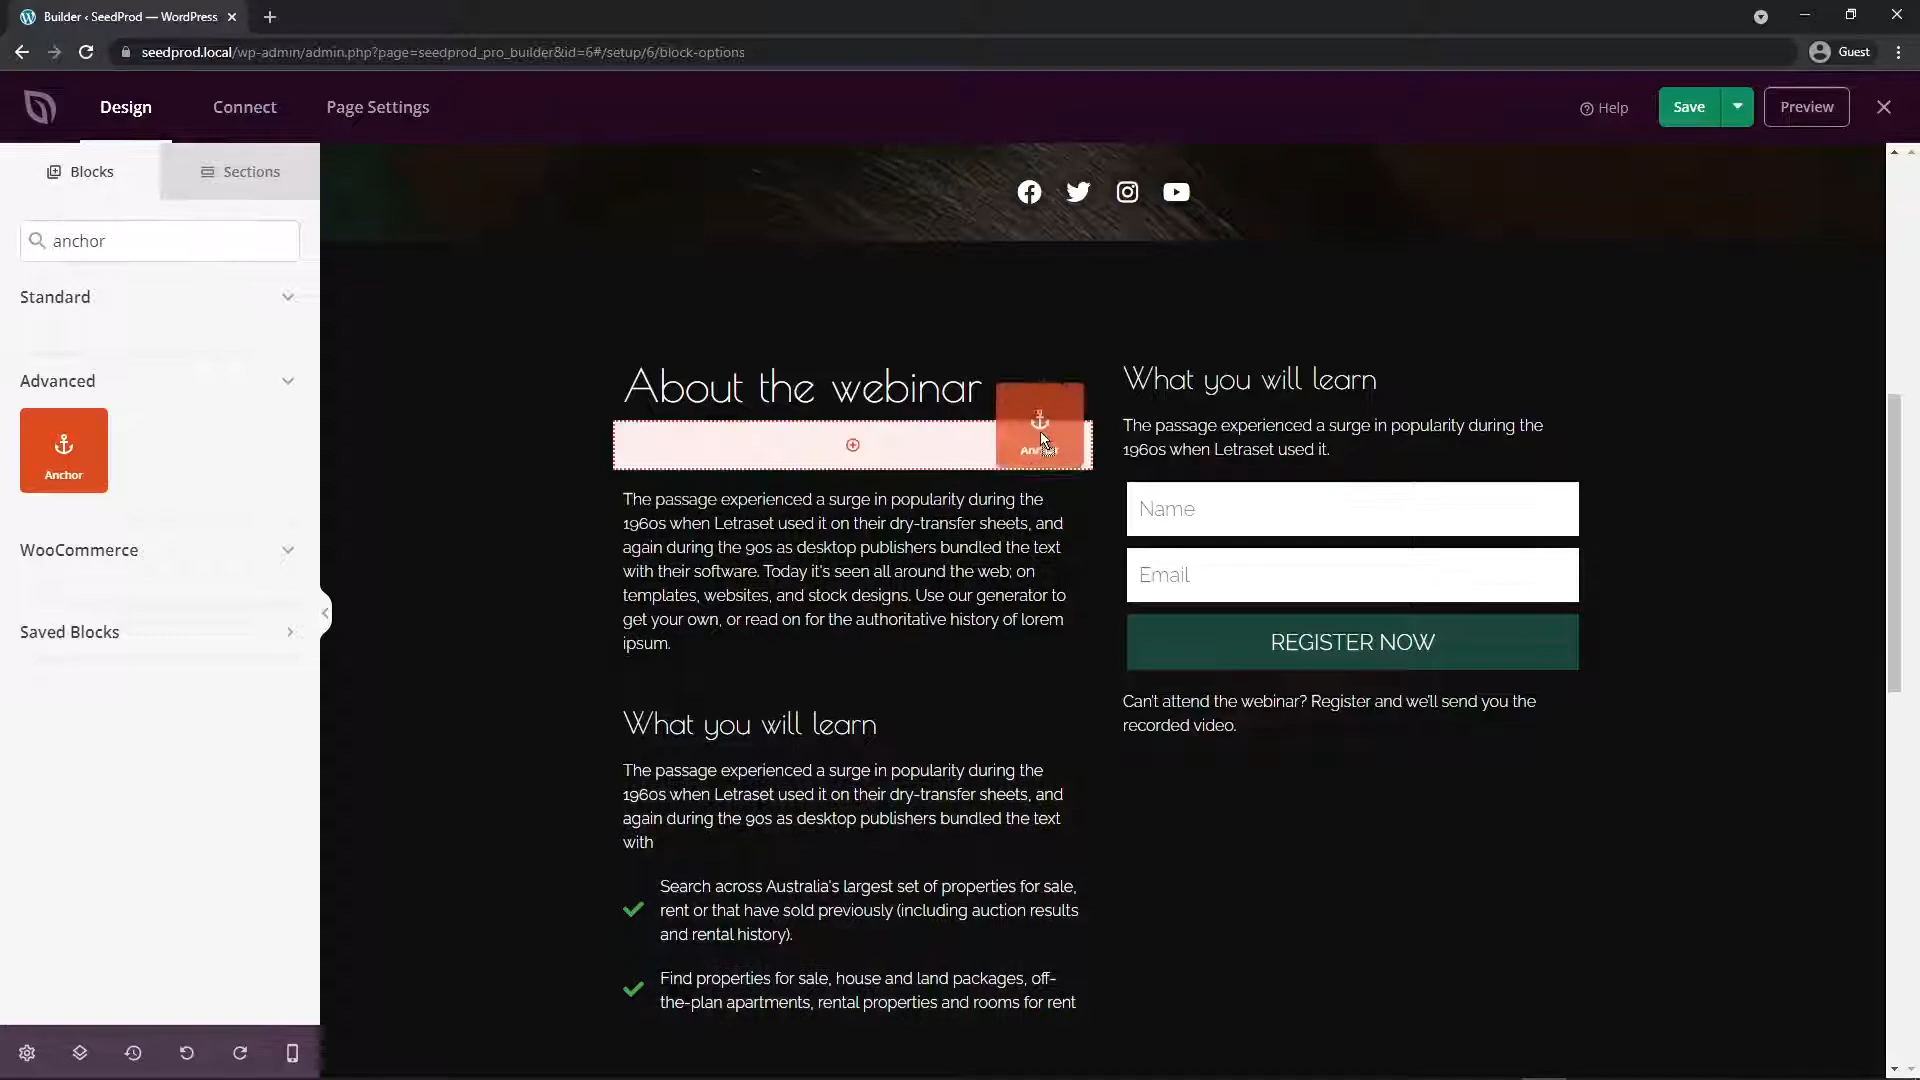 Builder ‹ SeedProd — WordPress
seedprod.local/wp-admin/admin.php?page=seedprod_pro_builder&id=6#/setup/6/block-options
Guest
Design
Connect
Page Settings
Help
Save
Preview
Blocks
Sections
anchor
Standard
Advanced
Anchor
WooCommerce
Saved Blocks
About the webinar
The passage experienced a surge in popularity during the
1960s when Letraset used it on their dry-transfer sheets, and
again during the 90s as desktop publishers bundled the text
with their software. Today it's seen all around the web; on
templates, websites, and stock designs. Use our generator to
get your own, or read on for the authoritative history of lorem
ipsum.
What you will learn
The passage experienced a surge in popularity during the
1960s when Letraset used it on their dry-transfer sheets, and
again during the 90s as desktop publishers bundled the text
with
Search across Australia's largest set of properties for sale,
rent or that have sold previously (including auction results
and rental history).
Find properties for sale, house and land packages, off-
the-plan apartments, rental properties and rooms for rent
What you will learn
The passage experienced a surge in popularity during the
1960s when Letraset used it.
Name
Email
REGISTER NOW
Can't attend the webinar? Register and we'll send you the
recorded video.